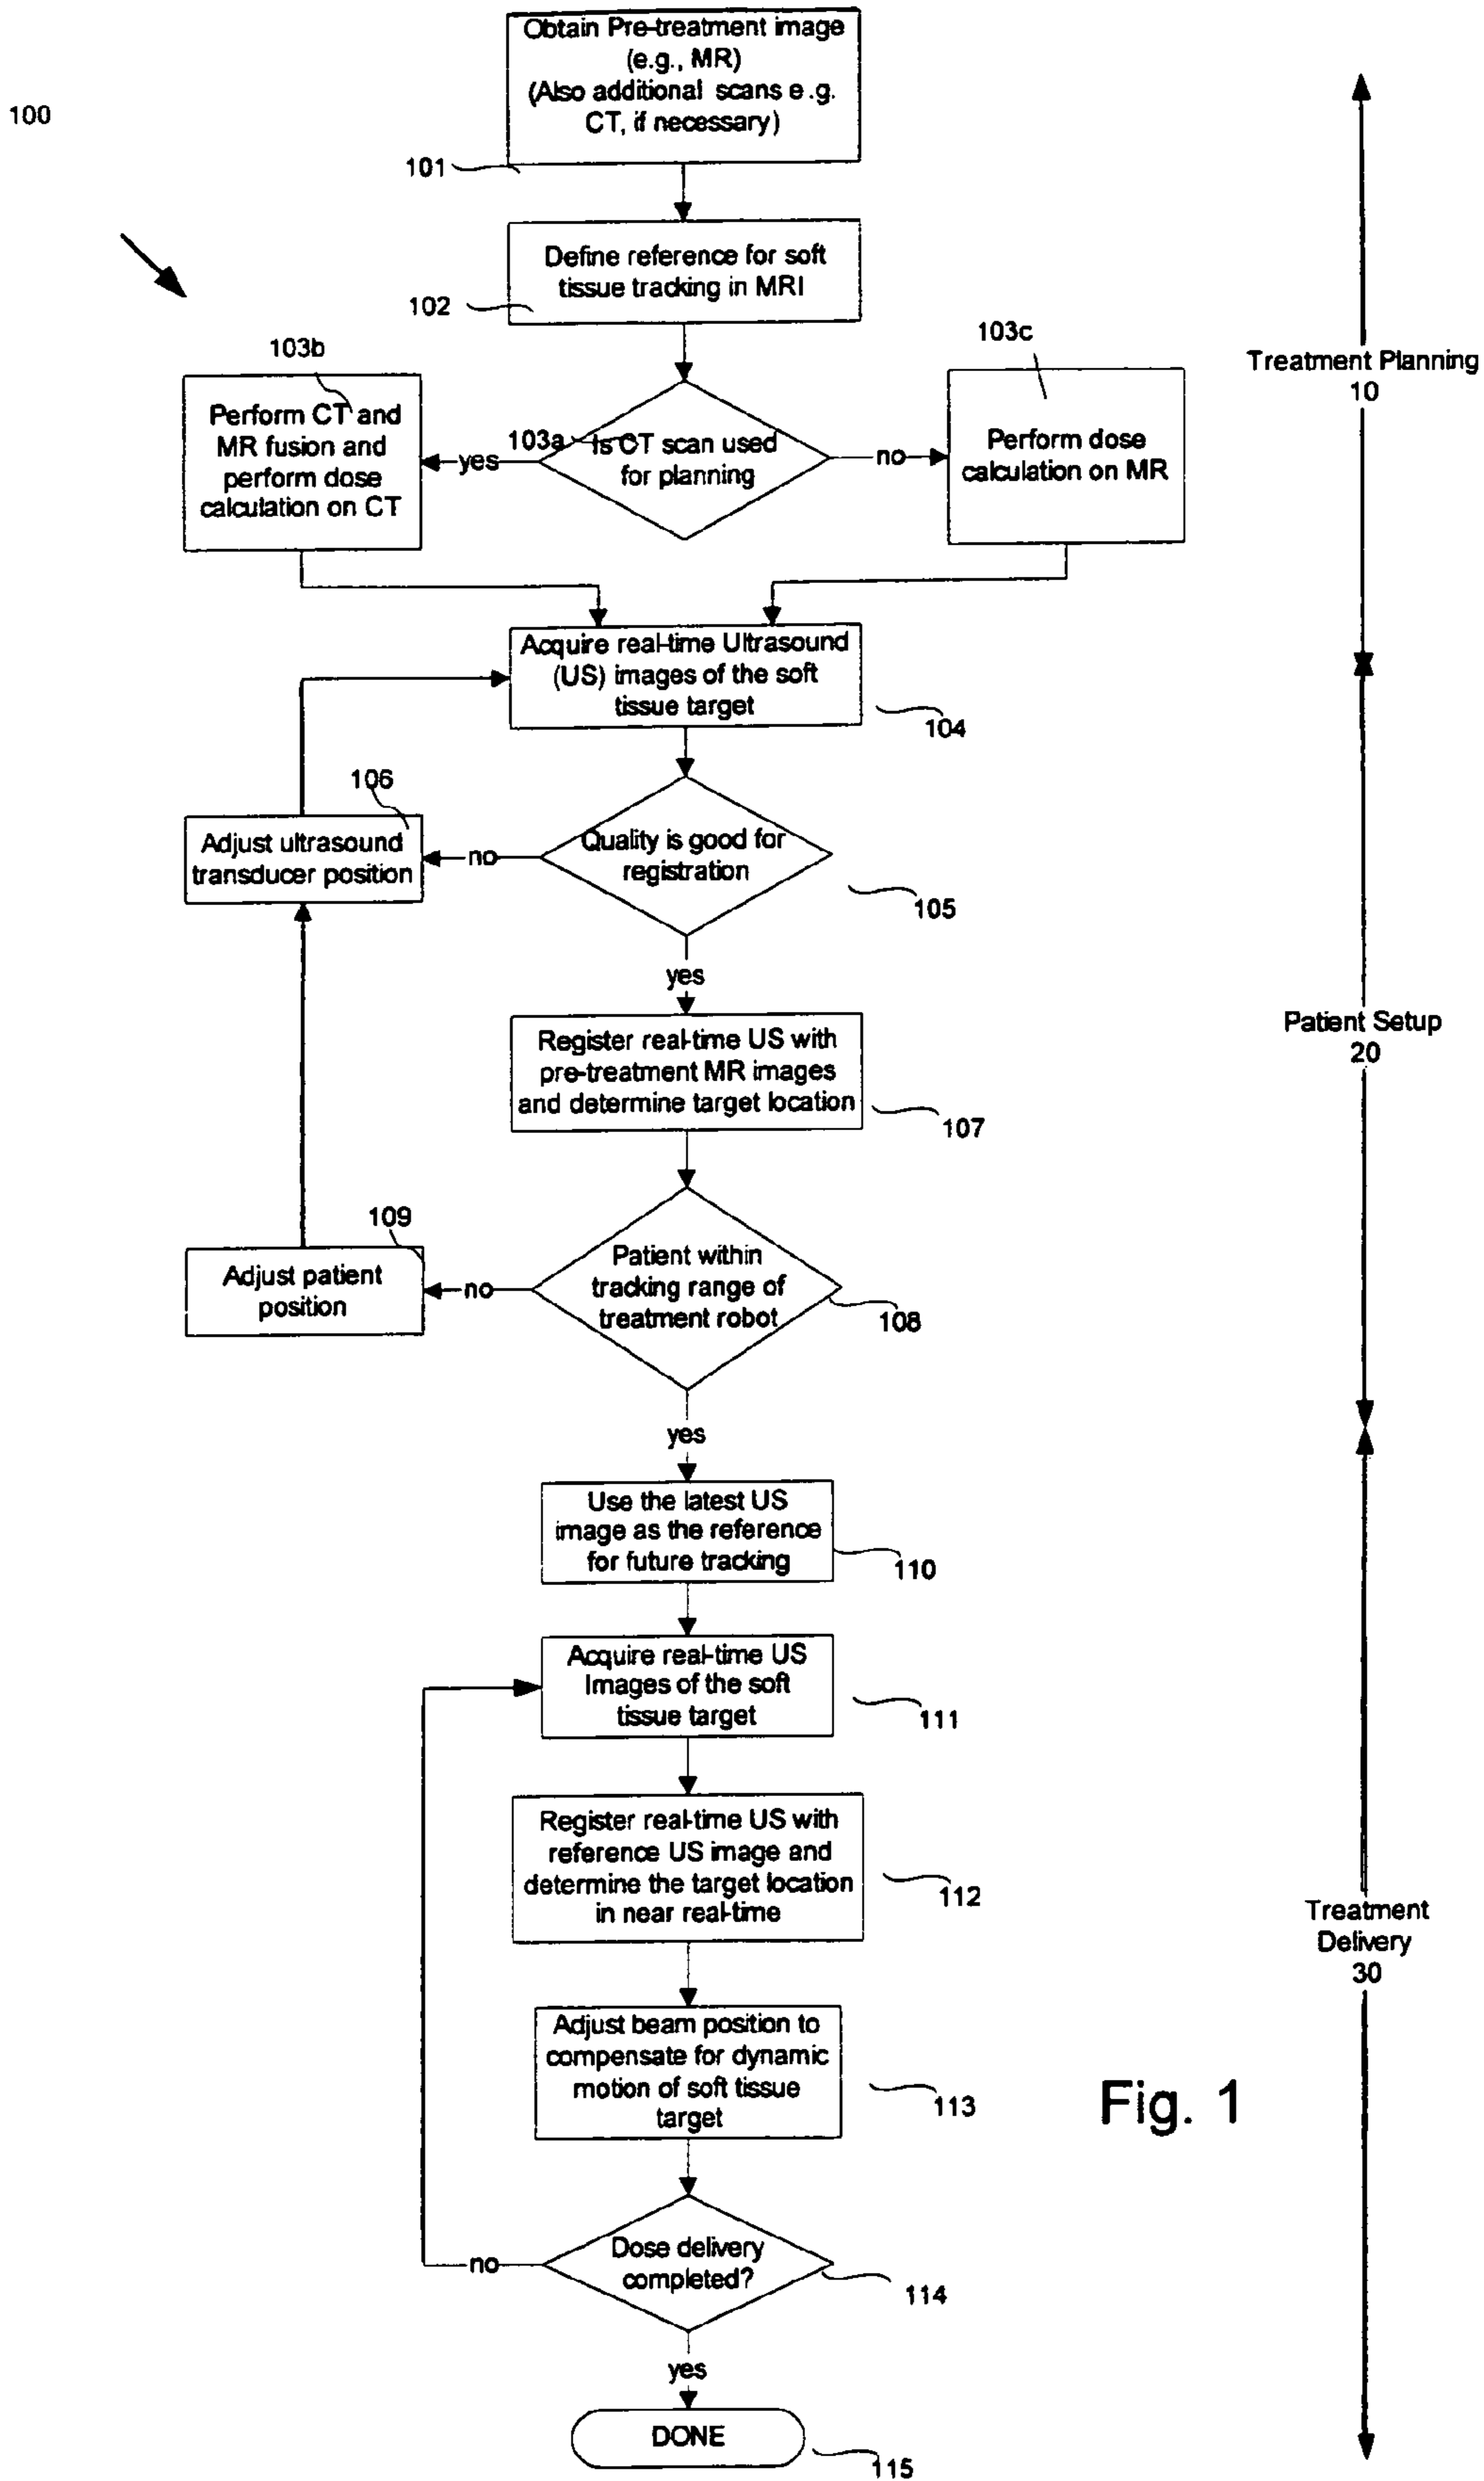 Obtain Pre-treatment image
(e.g., MR)
(Also additional scans e.g.
CT, if necessary)
100
101
Define reference for soft
tissue tracking in MRI
102
103b
103c
Treatment Planning
10
Perform CT and
MR fusion and
perform dose
calculation on CT
yes
103a
Is CT scan used
for planning
no
Perform dose
calculation on MR
Acquire real-time Ultrasound
(US) images of the soft
tissue target
104
106
Adjust ultrasound
transducer position
no
Quality is good for
registration
105
yes
Patient Setup
20
Register real-time US with
pre-treatment MR images
and determine target location
107
109
Adjust patient
position
no
Patient within
tracking range of
treatment robot
108
yes
Use the latest US
image as the reference
for future tracking
110
Acquire real-time US
Images of the soft
tissue target
111
Register real-time US with
reference US image and
determine the target location
in near real-time
112
Treatment
Delivery
30
Adjust beam position to
compensate for dynamic
motion of soft tissue
target
113
Fig. 1
no
Dose delivery
completed?
114
yes
DONE
115